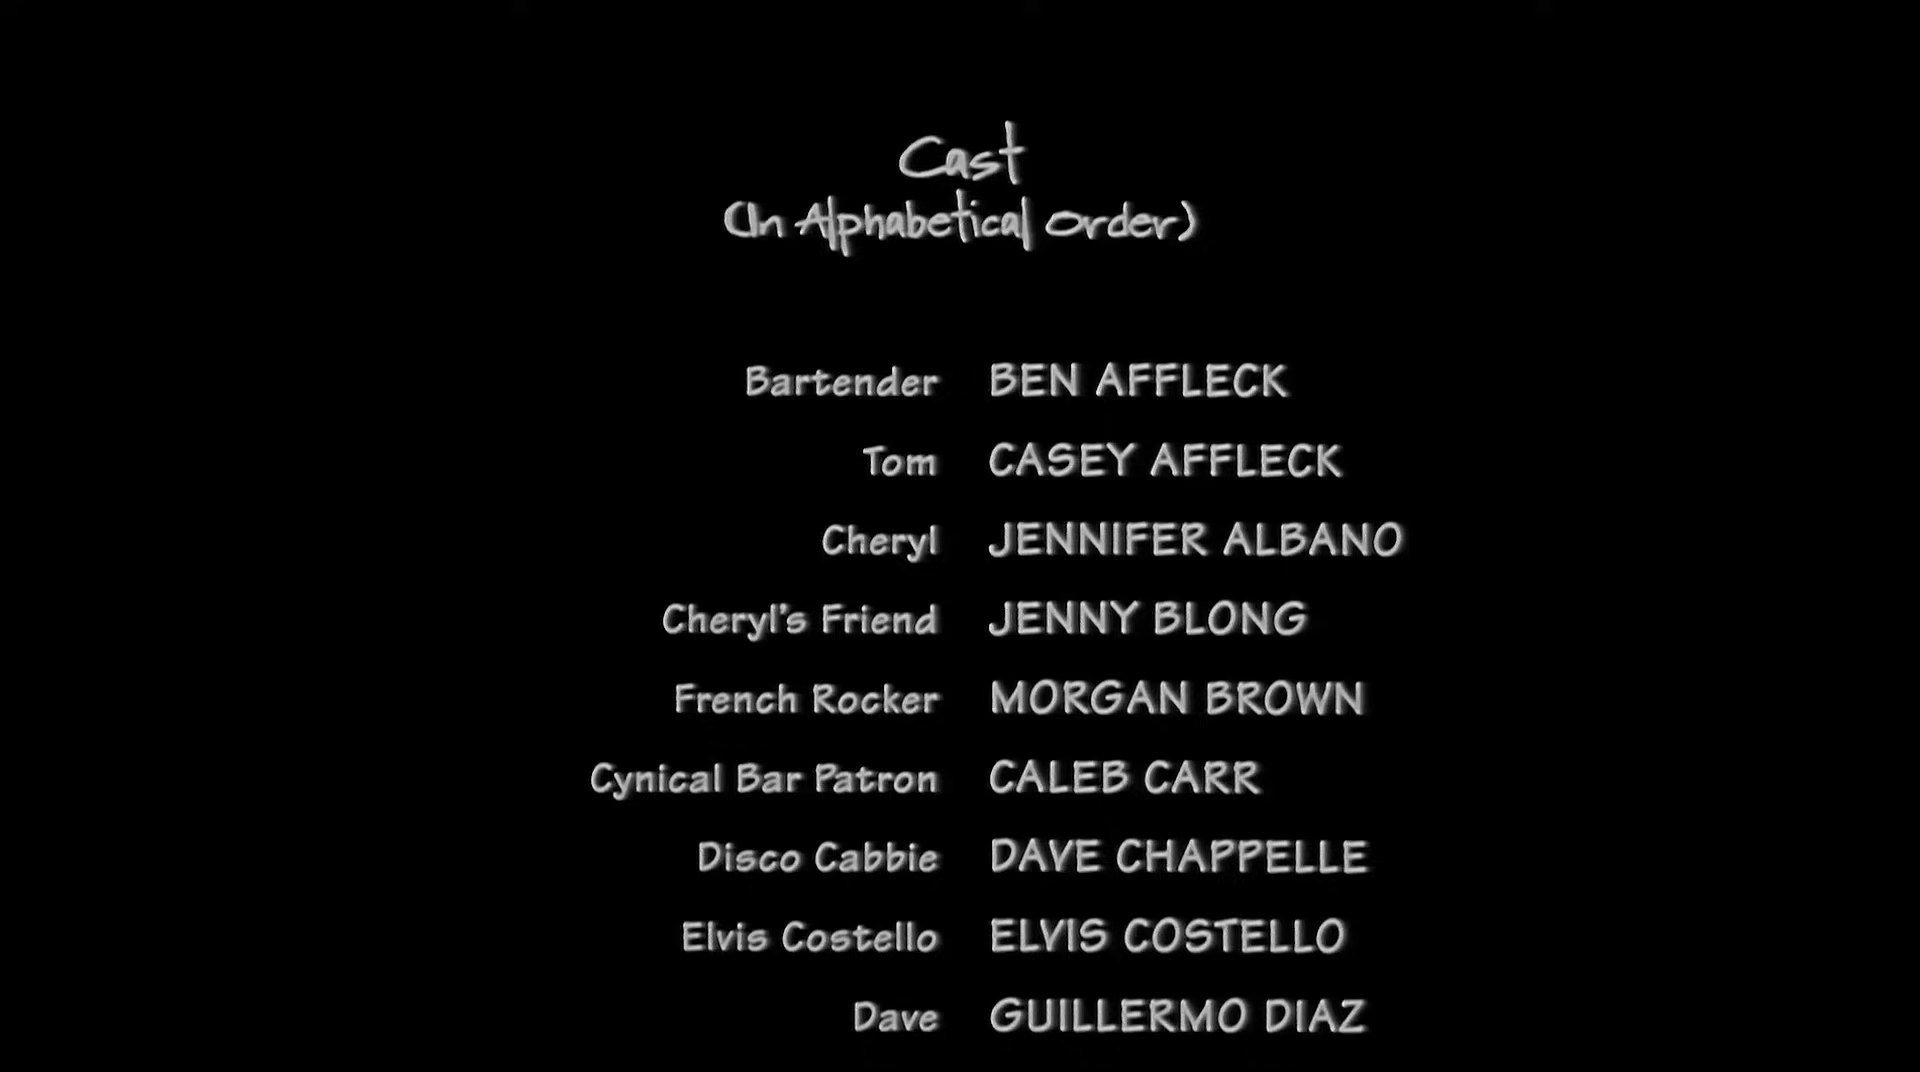 Cast
(In Alphabetical Order)
Bartender BEN AFFLECK
Tom CASEY AFFLECK
Cheryl JENNIFER ALBANO
Cheryl's Friend JENNY BLONG
French Rocker MORGAN BROWN
Cynical Bar Patron CALEB CARR
Disco Cabbie DAVE CHAPPELLE
Elvis Costello ELVIS COSTELLO
Dave GUILLERMO DIAZ